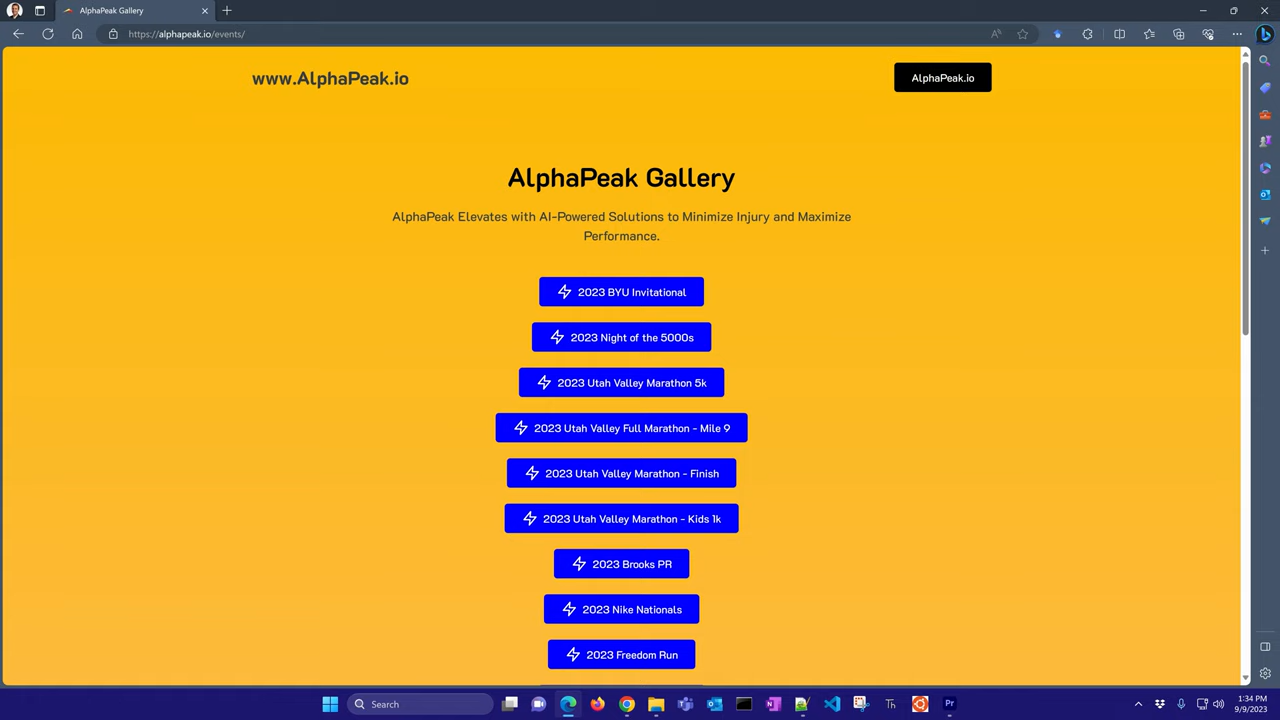 AlphaPeak Gallery
https://alphapeak.io/events/
www.AlphaPeak.io
AlphaPeak.io
AlphaPeak Gallery
AlphaPeak Elevates with AI-Powered Solutions to Minimize Injury and Maximize
Performance.
2023 BYU Invitational
2023 Night of the 5000s
2023 Utah Valley Marathon 5k
2023 Utah Valley Full Marathon - Mile 9
2023 Utah Valley Marathon - Finish
2023 Utah Valley Marathon - Kids 1k
2023 Brooks PR
2023 Nike Nationals
2023 Freedom Run
Search
Th
Pr
1:34 PM
9/9/2023